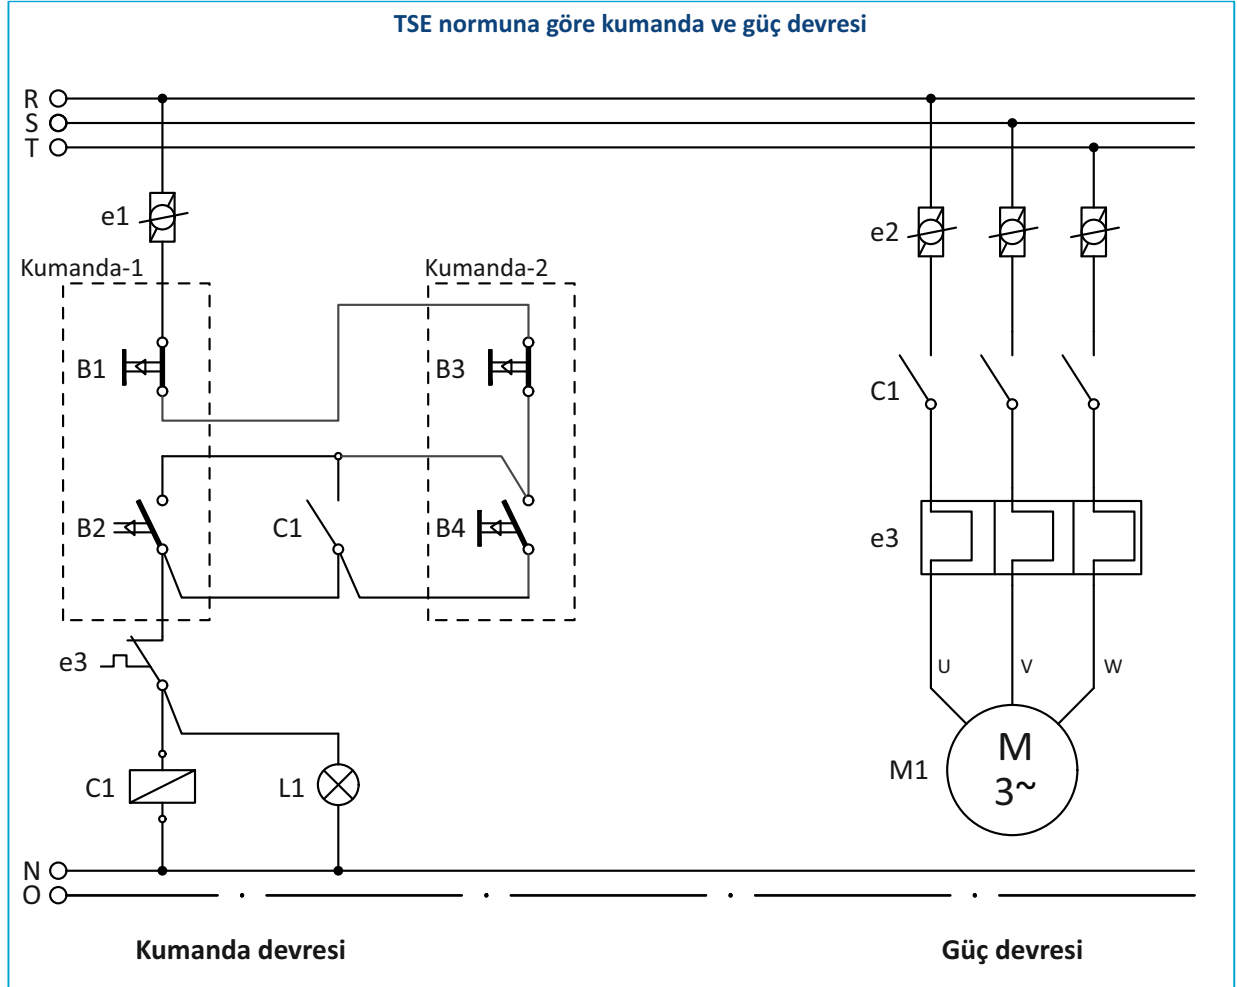 TSE normuna göre kumanda ve güç devresi
R
S
T
e1
e2
Kumanda-1
Kumanda-2
B1
B3
C1
B2
C1
B4
e3
e3
U
V
W
C1
L1
M1
M
3~
N
O
Kumanda devresi
Güç devresi